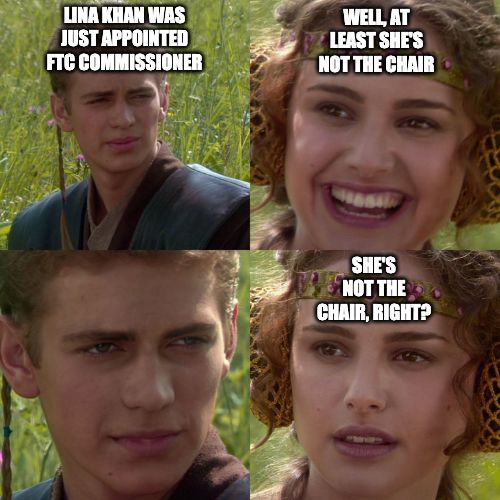 LINA KHAN WAS
JUST APPOINTED
FTC COMMISSIONER
WELL, AT
LEAST SHE'S
NOT THE CHAIR
SHE'S
NOT THE
CHAIR, RIGHT?